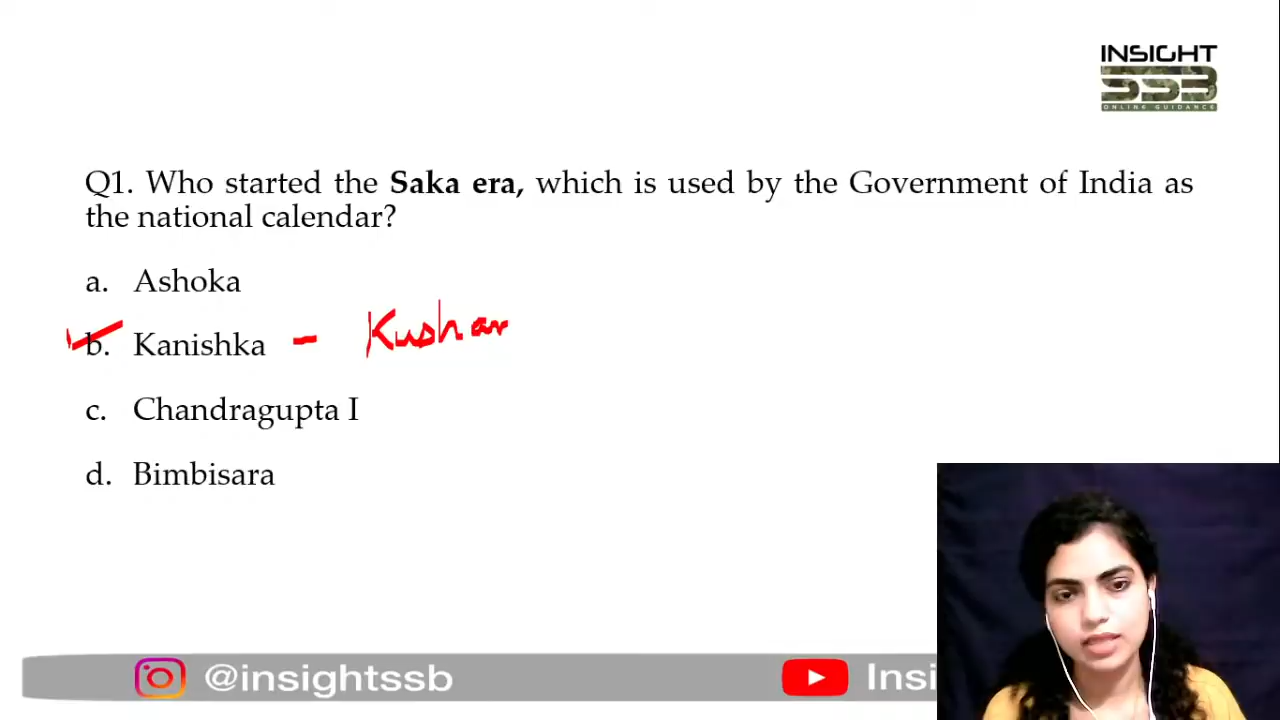 INSIGHT
SSB
ONLINE GUIDANCE
Q1. Who started the Saka era, which is used by the Government of India as
the national calendar?
a. Ashoka
b. Kanishka - Kushan
c. Chandragupta I
d. Bimbisara
@insightssb
Insi